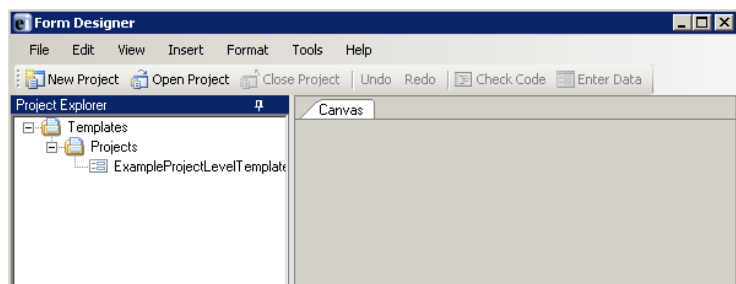 Form Designer
File Edit View Insert Format Tools Help
New Project Open Project Close Project Undo Redo Check Code Enter Data
Project Explorer
Canvas
Templates
Projects
ExampleProjectLevelTemplate